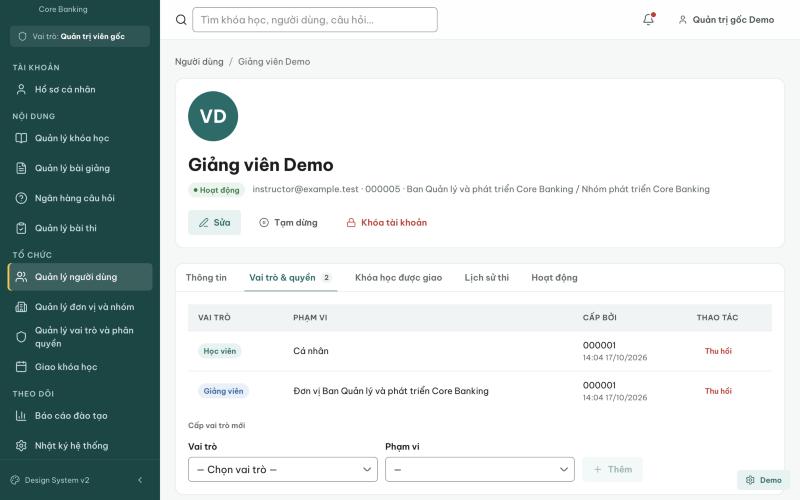 Core Banking
Vai trò: Quản trị viên gốc
TÀI KHOẢN
Hồ sơ cá nhân
NỘI DUNG
Quản lý khóa học
Quản lý bài giảng
Ngân hàng câu hỏi
Quản lý bài thi
TỔ CHỨC
Quản lý người dùng
Quản lý đơn vị và nhóm
Quản lý vai trò và phân
quyền
Giao khóa học
THEO DÕI
Báo cáo đào tạo
Nhật ký hệ thống
Design System v2
Tìm khóa học, người dùng, câu hỏi...
Quản trị gốc Demo
Người dùng / Giảng viên Demo
VD
Giảng viên Demo
Hoạt động instructor@example.test · 000005 · Ban Quản lý và phát triển Core Banking / Nhóm phát triển Core Banking
Sửa Tạm dừng Khóa tài khoản
Thông tin Vai trò & quyền 2 Khóa học được giao Lịch sử thi Hoạt động
VAI TRÒ PHẠM VI CẤP BỞI THAO TÁC
Học viên Cá nhân 000001 Thu hồi
14:04 17/10/2026
Giảng viên Đơn vị Ban Quản lý và phát triển Core Banking 000001 Thu hồi
14:04 17/10/2026
Cấp vai trò mới
Vai trò Phạm vi
— Chọn vai trò — — + Thêm
Demo